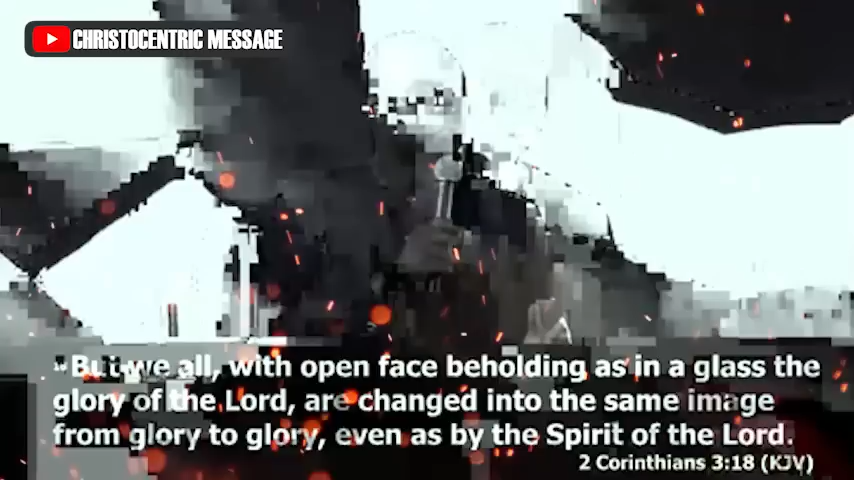 CHRISTOCENTRIC MESSAGE
"But we all, with open face beholding as in a glass the
glory of the Lord, are changed into the same image
from glory to glory, even as by the Spirit of the Lord.
2 Corinthians 3:18 (KJV)